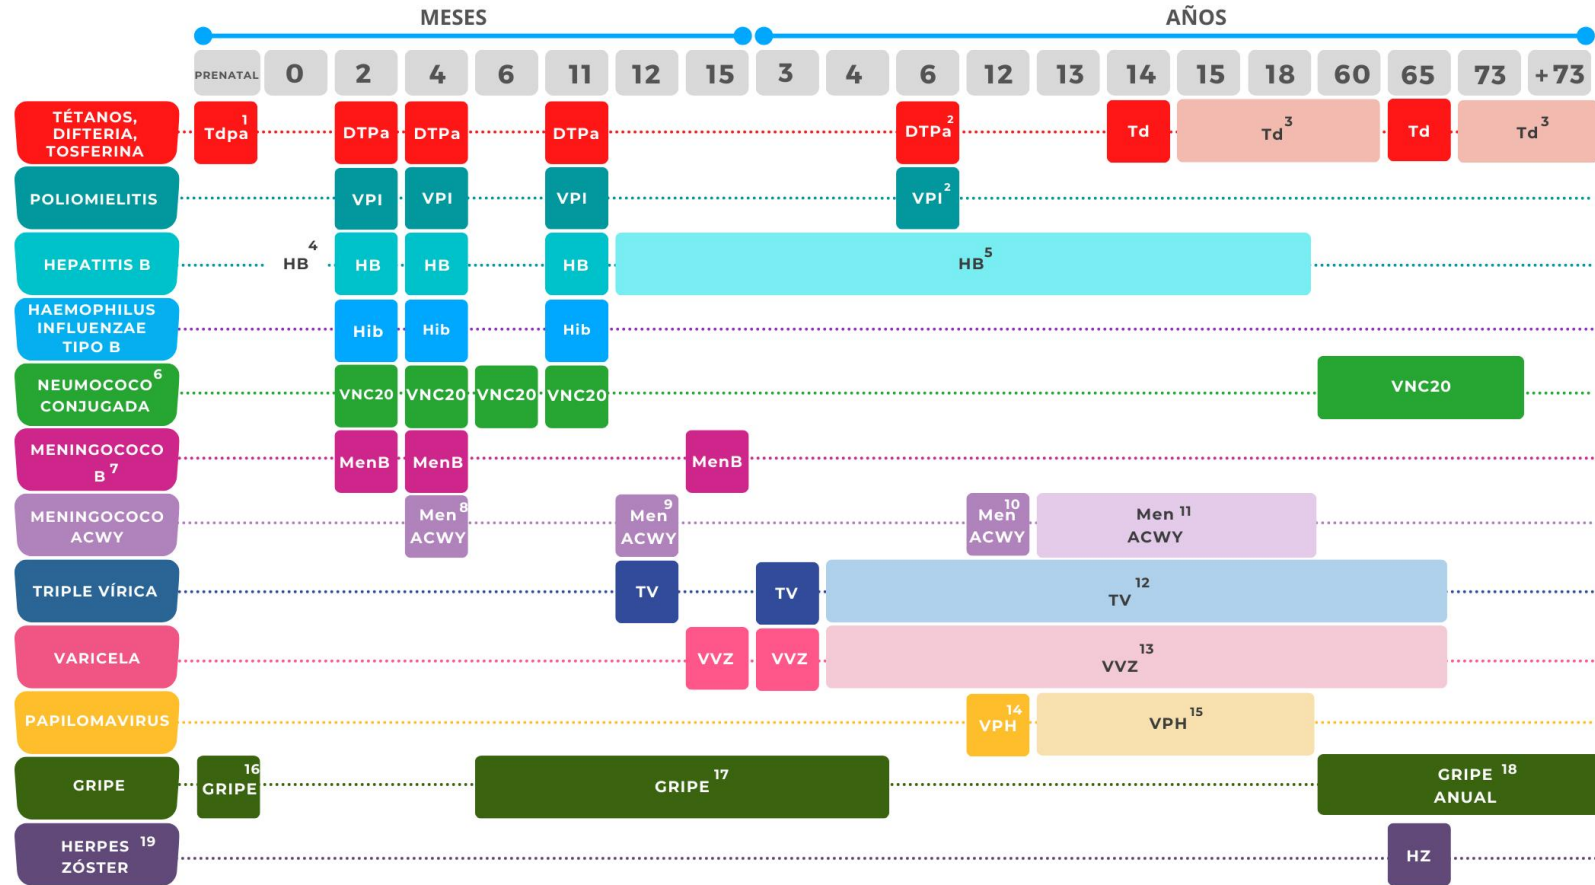 MESES AÑOS
PRENATAL 0 2 4 6 11 12 15 3 4 6 12 13 14 15 18 60 65 73 +73
TÉTANOS,
DIFTERIA,
TOSFERINA
Tdpa 1 DTPa DTPa DTPa DTPa 2 Td Td 3 Td Td 3
POLIOMIELITIS VPI VPI VPI VPI 2
HEPATITIS B HB 4 HB HB HB HB 5
HAEMOPHILUS
INFLUENZAE
TIPO B
Hib Hib Hib
NEUMOCOCO 6
CONJUGADA
VNC20 VNC20 VNC20 VNC20 VNC20
MENINGOCOCO
B 7
MenB MenB MenB
MENINGOCOCO
ACWY
Men 8
ACWY
Men 9
ACWY
Men 10
ACWY
Men 11
ACWY
TRIPLE VÍRICA TV TV TV 12
VARICELA VVZ VVZ VVZ 13
PAPILOMAVIRUS VPH 14 VPH 15
GRIPE GRIPE 16 GRIPE 17 GRIPE 18
ANUAL
HERPES 19
ZÓSTER
HZ